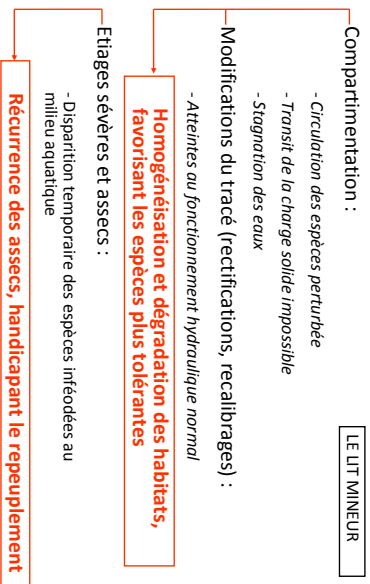 LE LIT MINEUR
Compartimentation :
- Circulation des espèces perturbée
- Transit de la charge solide impossible
- Stagnation des eaux
Modifications du tracé (rectifications, recalibrages) :
- Atteintes au fonctionnement hydraulique normal
Homogénéisation et dégradation des habitats,
favorisant les espèces plus tolérantes
Etiages sévères et assecs :
- Disparition temporaire des espèces inféodées au
milieu aquatique
Récurrence des assecs, handicapant le repeuplement